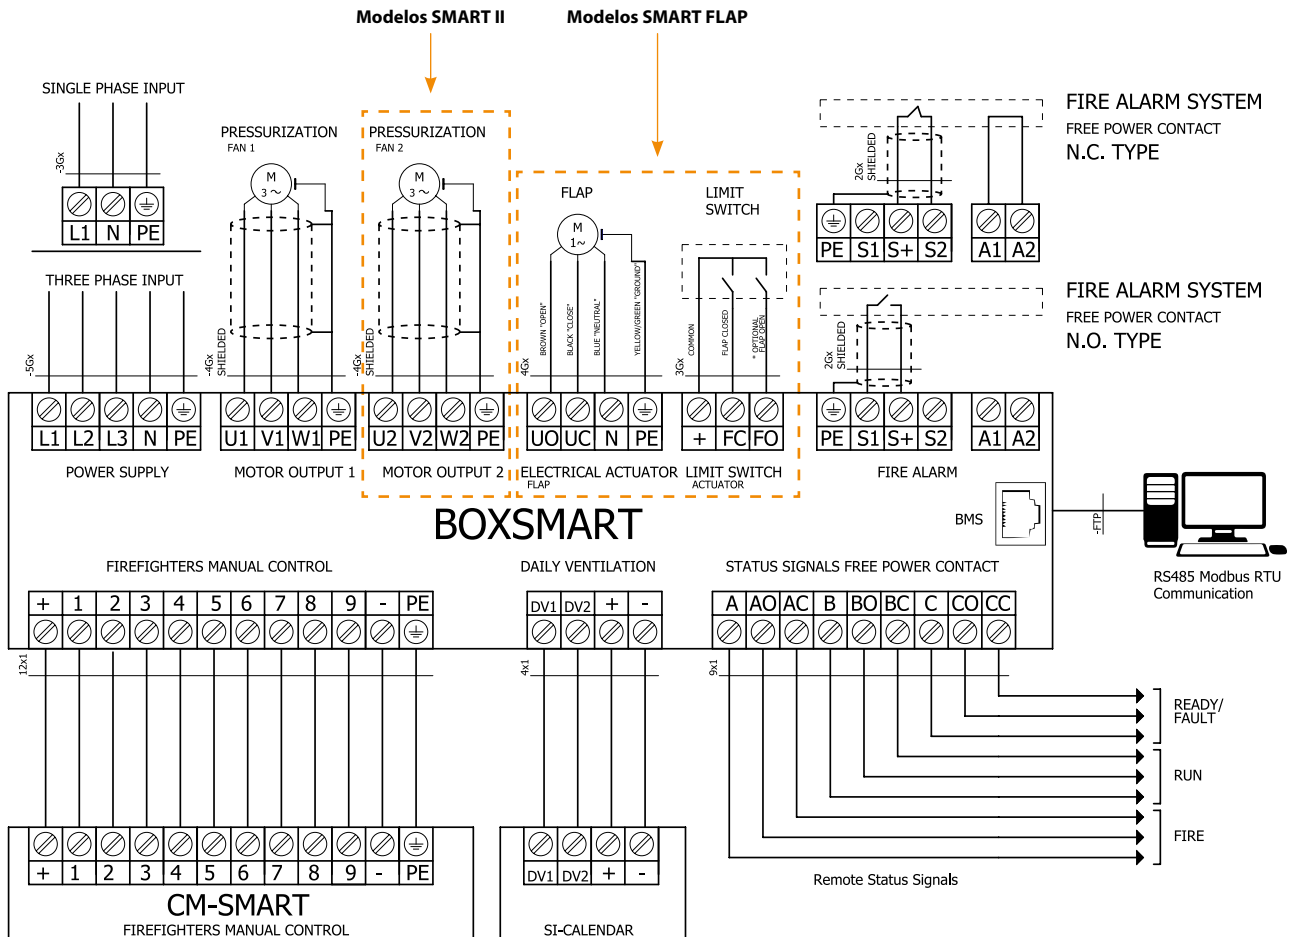 Modelos SMART II
Modelos SMART FLAP
SINGLE PHASE INPUT
-3Gx
L1 N PE
THREE PHASE INPUT
-5Gx
L1 L2 L3 N PE
POWER SUPPLY
PRESSURIZATION
FAN 1
M
3 ~
-4Gx
SHIELDED
U1 V1 W1 PE
MOTOR OUTPUT 1
PRESSURIZATION
FAN 2
M
3 ~
-4Gx
SHIELDED
U2 V2 W2 PE
MOTOR OUTPUT 2
FLAP
M
1~
BROWN "OPEN"
BLACK "CLOSE"
BLUE "NEUTRAL"
YELLOW/GREEN "GROUND"
4Gx
UO UC N PE
ELECTRICAL ACTUATOR
FLAP
LIMIT
SWITCH
COMMON
FLAP CLOSED
* OPTIONAL
FLAP OPEN
3Gx
+ FC FO
LIMIT SWITCH
ACTUATOR
FIRE ALARM SYSTEM
FREE POWER CONTACT
N.C. TYPE
2Gx
SHIELDED
PE S1 S+ S2
A1 A2
FIRE ALARM SYSTEM
FREE POWER CONTACT
N.O. TYPE
2Gx
SHIELDED
PE S1 S+ S2
A1 A2
FIRE ALARM
BOXSMART
BMS
-FTP
RS485 Modbus RTU
Communication
FIREFIGHTERS MANUAL CONTROL
+ 1 2 3 4 5 6 7 8 9 - PE
12x1
DAILY VENTILATION
DV1 DV2 + -
4x1
STATUS SIGNALS FREE POWER CONTACT
A AO AC B BO BC C CO CC
9x1
READY/
FAULT
RUN
FIRE
Remote Status Signals
+ 1 2 3 4 5 6 7 8 9 - PE
CM-SMART
FIREFIGHTERS MANUAL CONTROL
DV1 DV2 + -
SI-CALENDAR